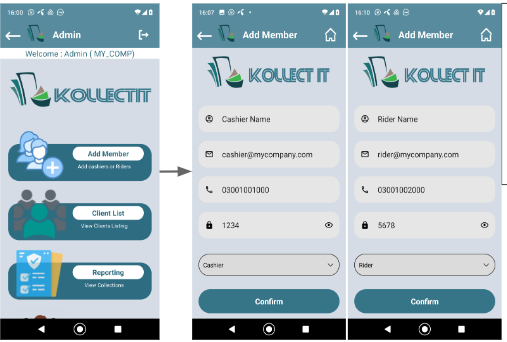 16:00
Admin
Welcome : Admin ( MY_COMP)
KOLLECTIT
Add Member
Add cashiers or Riders
Client List
View Clients Listing
Reporting
View Collections
16:07
Add Member
KOLLECT IT
Cashier Name
cashier@mycompany.com
03001001000
1234
Cashier
Confirm
16:10
Add Member
KOLLECT IT
Rider Name
rider@mycompany.com
03001002000
5678
Rider
Confirm